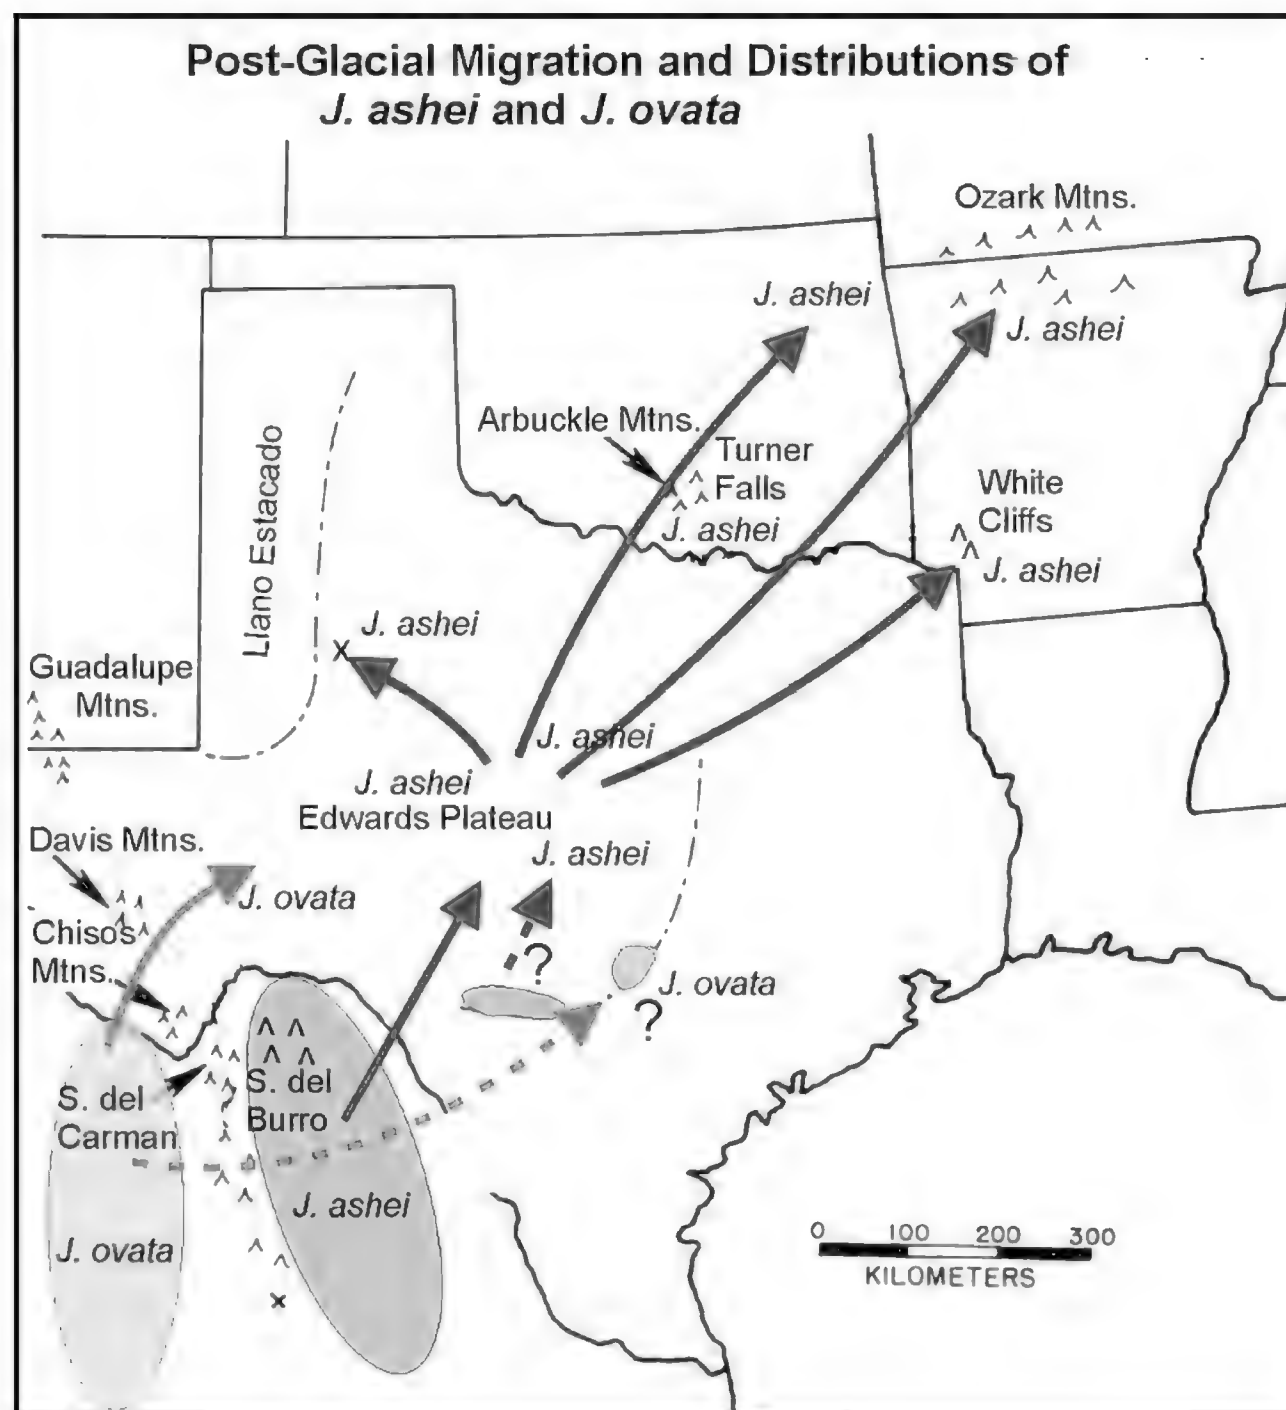 Post-Glacial Migration and Distributions of
J. ashei and J. ovata
Ozark Mtns.
J. ashei
J. ashei
Arbuckle Mtns.
Turner
Falls
J. ashei
White
Cliffs
J. ashei
Llano Estacado
J. ashei
Guadalupe
Mtns.
x
J. ashei
J. ashei
Edwards Plateau
Davis Mtns.
J. ashei
J. ovata
Chisos
Mtns.
?
J. ovata
?
S. del
Carman
S. del
Burro
J. ashei
J. ovata
x
0 100 200 300
KILOMETERS